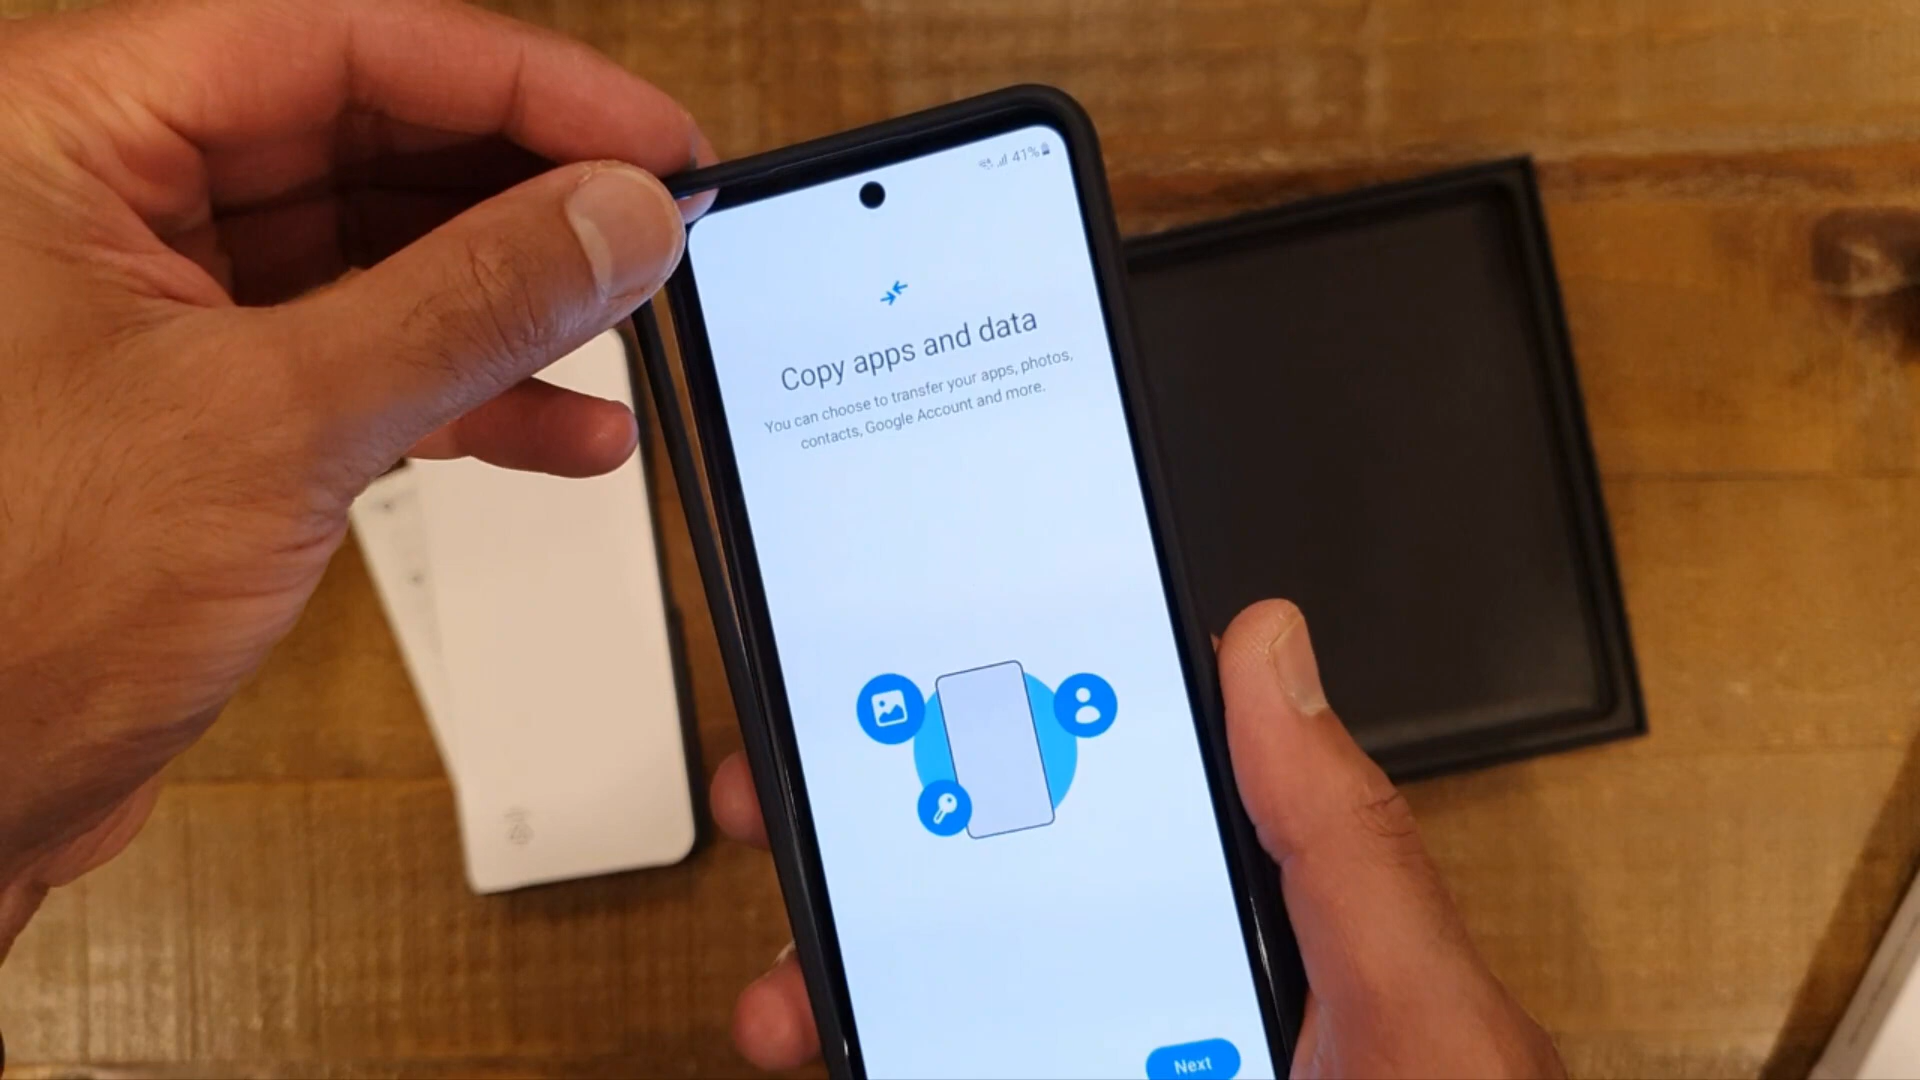 41%
Copy apps and data
You can choose to transfer your apps, photos,
contacts, Google Account and more.
Next